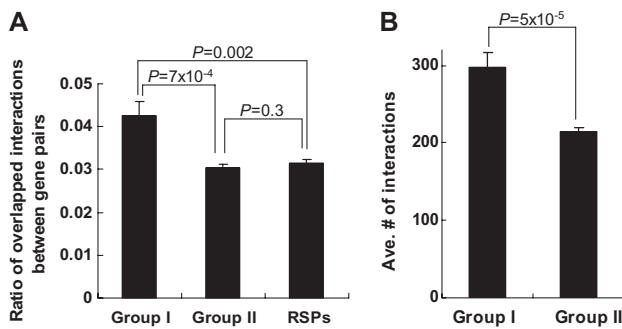 A
Ratio of overlapped interactions
between gene pairs
0.05
0.04
0.03
0.02
0.01
0
P=0.002
P=7x10-4
P=0.3
Group I
Group II
RSPs
B
Ave. # of interactions
300
200
100
0
P=5x10-5
Group I
Group II